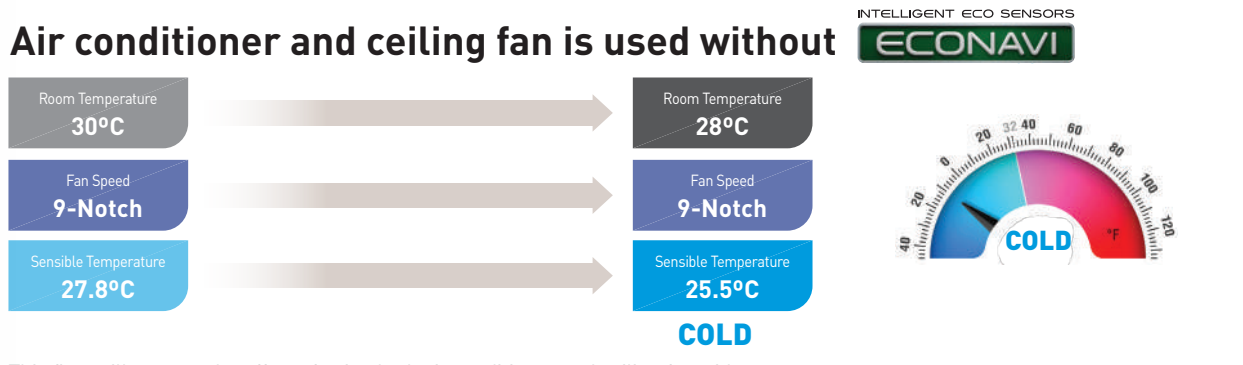 INTELLIGENT ECO SENSORS
Air conditioner and ceiling fan is used without ECONAVI
Room Temperature
30ºC
Room Temperature
28ºC
Fan Speed
9-Notch
Fan Speed
9-Notch
Sensible Temperature
27.8ºC
Sensible Temperature
25.5ºC
COLD
40 20 0 20 32 40 60 80 100 120
°F
COLD